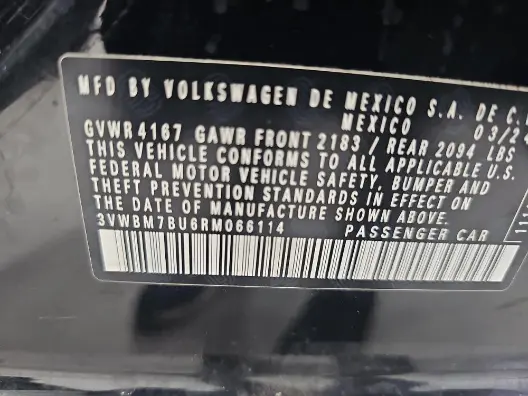 MFD BY VOLKSWAGEN DE MEXICO S.A. DE C.V
MEXICO 03/24
GVWR 4167 GAWR FRONT 2183 / REAR 2094 LBS
THIS VEHICLE CONFORMS TO ALL APPLICABLE U.S.
FEDERAL MOTOR VEHICLE SAFETY, BUMPER AND
THEFT PREVENTION STANDARDS IN EFFECT ON
THE DATE OF MANUFACTURE SHOWN ABOVE.
3VWBM7BU6RM066114 PASSENGER CAR